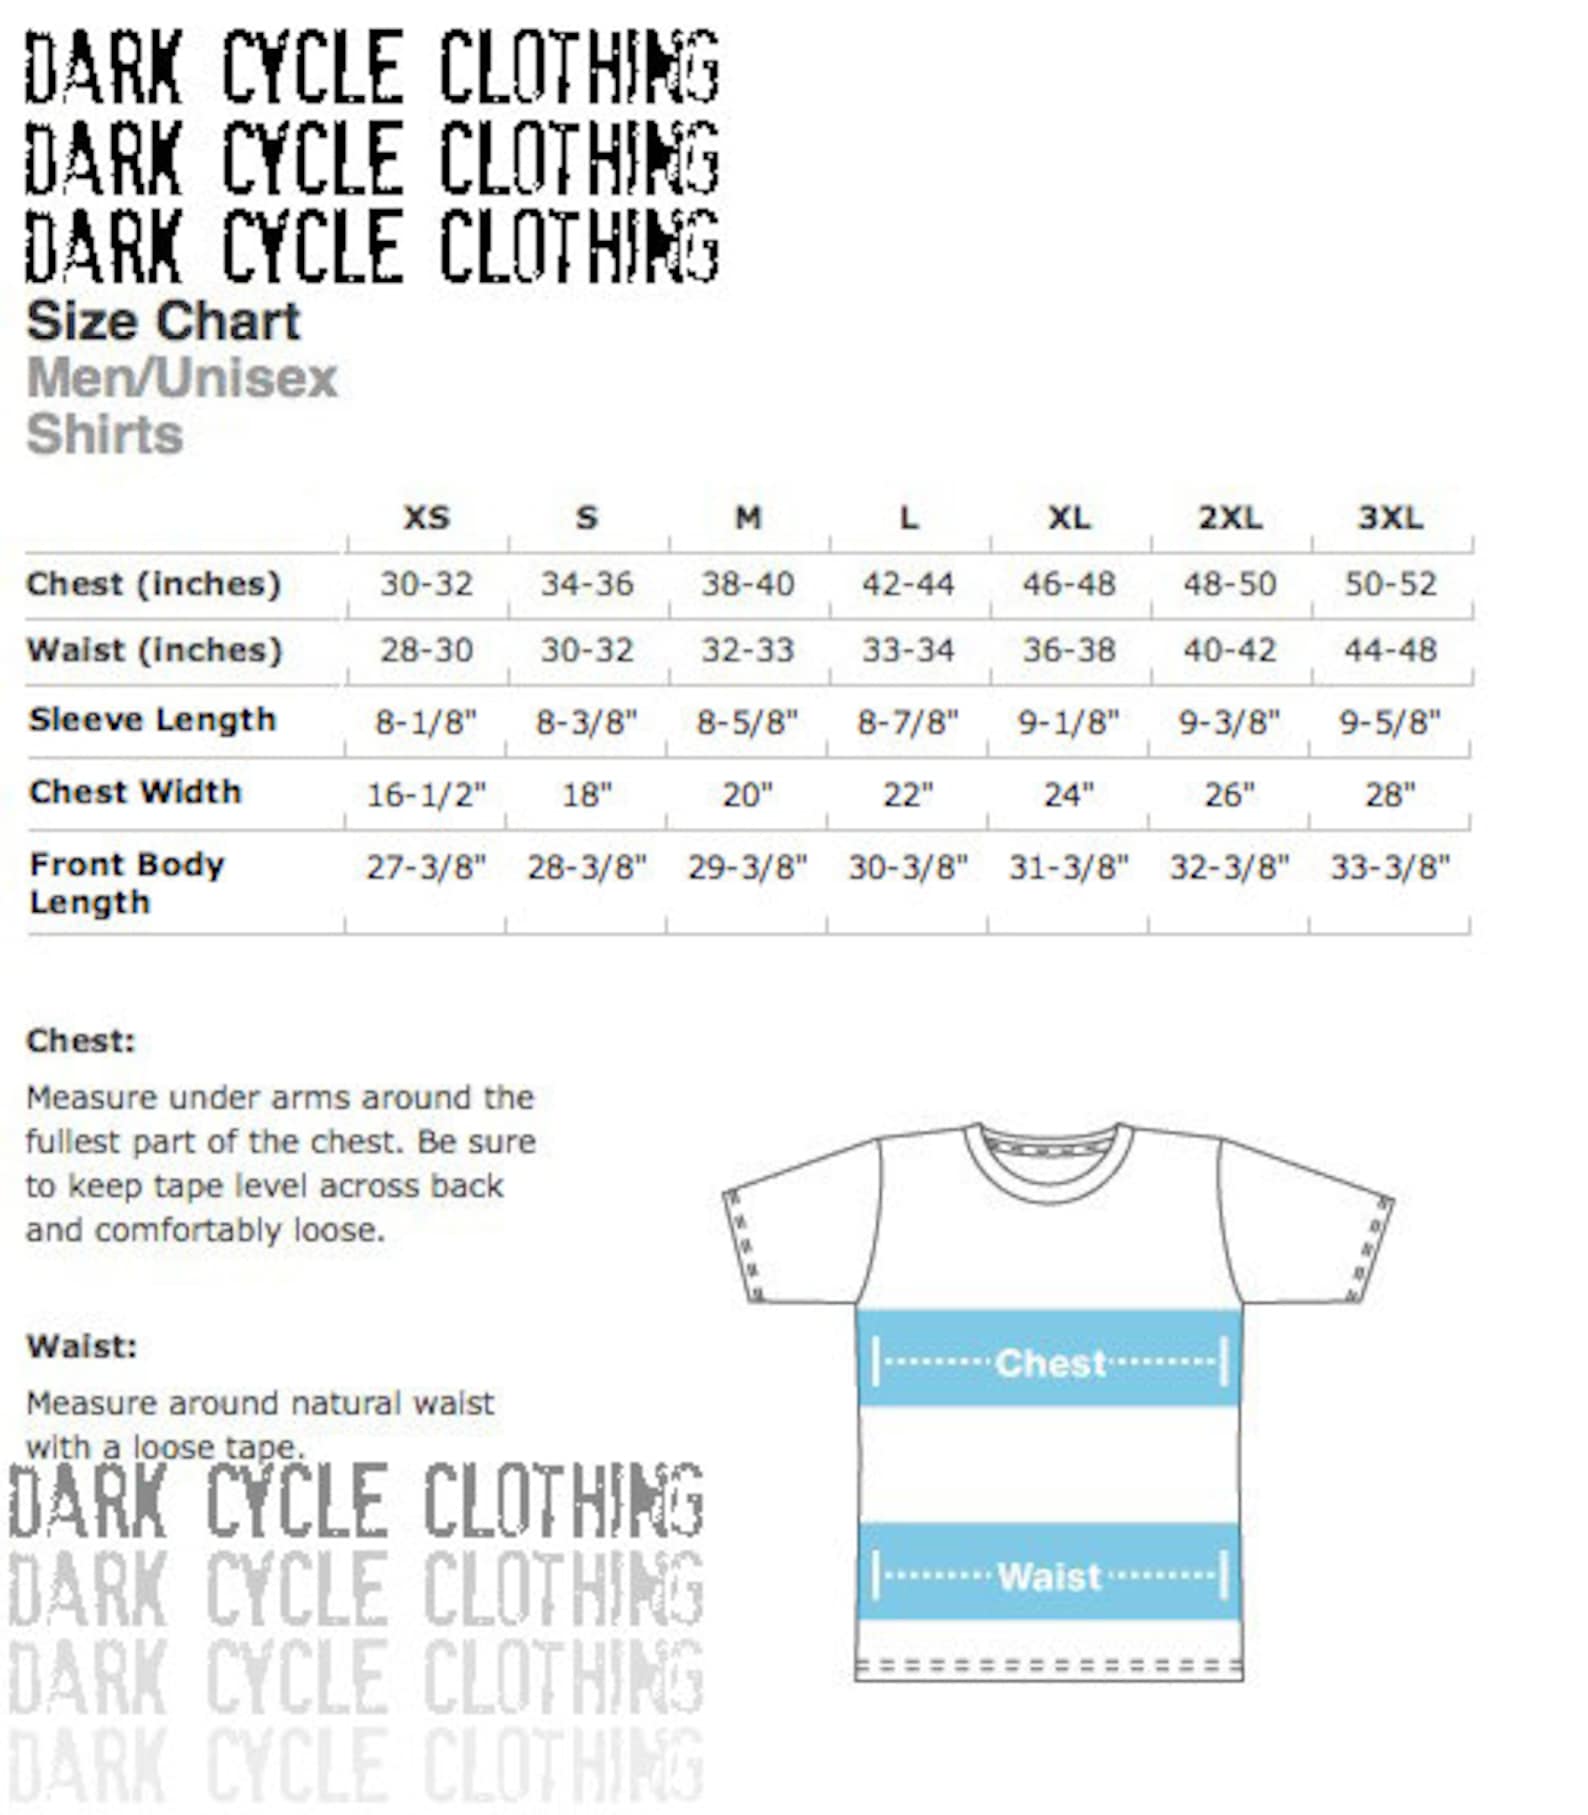 DARK CYCLE CLOTHING
DARK CYCLE CLOTHING
DARK CYCLE CLOTHING
Size Chart
Men/Unisex
Shirts
XS S M L XL 2XL 3XL
Chest (inches) 30-32 34-36 38-40 42-44 46-48 48-50 50-52
Waist (inches) 28-30 30-32 32-33 33-34 36-38 40-42 44-48
Sleeve Length 8-1/8" 8-3/8" 8-5/8" 8-7/8" 9-1/8" 9-3/8" 9-5/8"
Chest Width 16-1/2" 18" 20" 22" 24" 26" 28"
Front Body 27-3/8" 28-3/8" 29-3/8" 30-3/8" 31-3/8" 32-3/8" 33-3/8"
Length
Chest:
Measure under arms around the
fullest part of the chest. Be sure
to keep tape level across back
and comfortably loose.
Waist:
Measure around natural waist
with a loose tape.
Chest
Waist
DARK CYCLE CLOTHING
DARK CYCLE CLOTHING
DARK CYCLE CLOTHING
DARK CYCLE CLOTHING